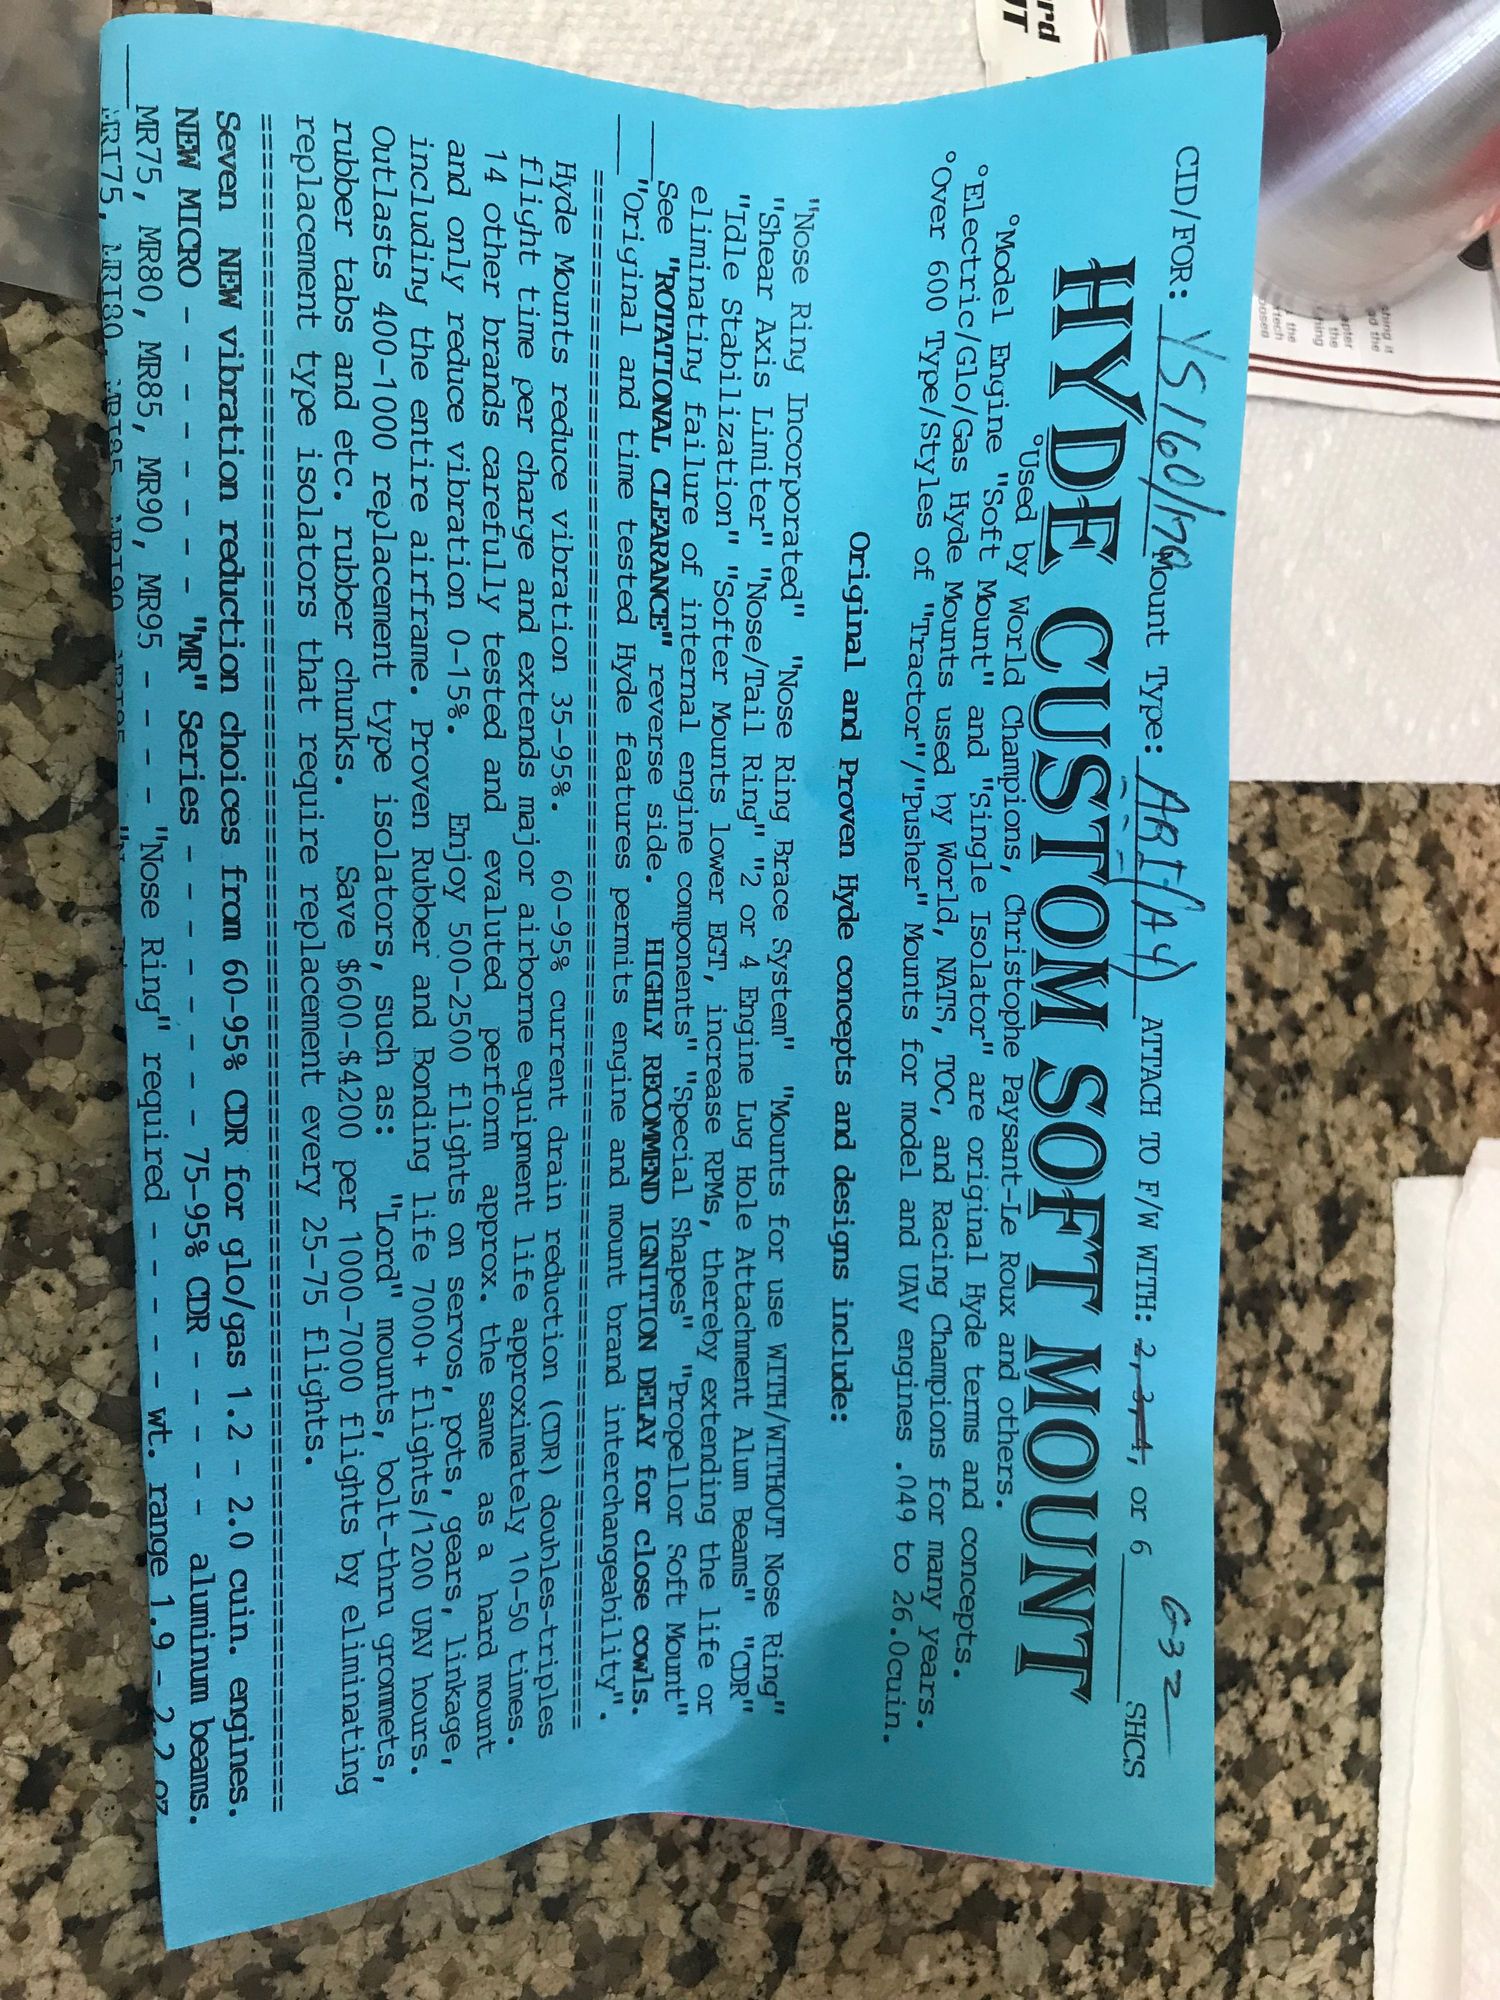 CID/FOR: YS160/170 Mount Type: ARI (A4) ATTACH TO F/W WITH: 2, 3, 4, or 6 6-32 SHCS
HYDE CUSTOM SOFT MOUNT
°Used by World Champions, Christophe Paysant-Le Roux and others.
°Model Engine "Soft Mount" and "Single Isolator" are original Hyde terms and concepts.
°Electric/Glo/Gas Hyde Mounts used by World, NATS, TOC, and Racing Champions for many years.
°Over 600 Type/Styles of "Tractor"/"Pusher" Mounts for model and UAV engines .049 to 26.0cuin.
Original and Proven Hyde concepts and designs include:
"Nose Ring Incorporated" "Nose Ring Brace System" "Mounts for use WITH/WITHOUT Nose Ring"
"Shear Axis Limiter" "Nose/Tail Ring" "2 or 4 Engine Lug Hole Attachment Alum Beams" "CDR"
"Idle Stabilization" "Softer Mounts lower EGT, increase RPMs, thereby extending the life or
eliminating failure of internal engine components" "Special Shapes" "Propellor Soft Mount"
___See "ROTATIONAL CLEARANCE" reverse side. HIGHLY RECOMMEND IGNITION DELAY for close cowls.
___"Original and time tested Hyde features permits engine and mount brand interchangeability".
Hyde Mounts reduce vibration 35-95%. 60-95% current drain reduction (CDR) doubles-triples
flight time per charge and extends major airborne equipment life approximately 10-50 times.
14 other brands carefully tested and evaluted perform approx. the same as a hard mount
and only reduce vibration 0-15%. Enjoy 500-2500 flights on servos, pots, gears, linkage,
including the entire airframe. Proven Rubber and Bonding life 7000+ flights/1200 UAV hours.
Outlasts 400-1000 replacement type isolators, such as: "Lord" mounts, bolt-thru grommets,
rubber tabs and etc. rubber chunks. Save $600-$4200 per 1000-7000 flights by eliminating
replacement type isolators that require replacement every 25-75 flights.
Seven NEW vibration reduction choices from 60-95% CDR for glo/gas 1.2 - 2.0 cuin. engines.
NEW MICRO - - - - - - - "MR" Series - - - - - - - 75-95% CDR - - - - - aluminum beams.
MR75, MR80, MR85, MR90, MR95 - - - - "Nose Ring" required - - - - - wt. range 1.9 - 2.2 oz
MRI75, MRI80, MRI85, MRI90, MRI95